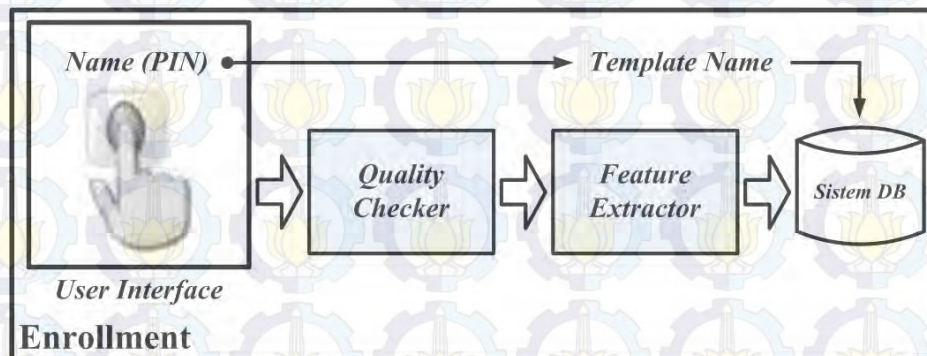 Name (PIN)
Template Name
Quality
Checker
Feature
Extractor
Sistem DB
User Interface
Enrollment